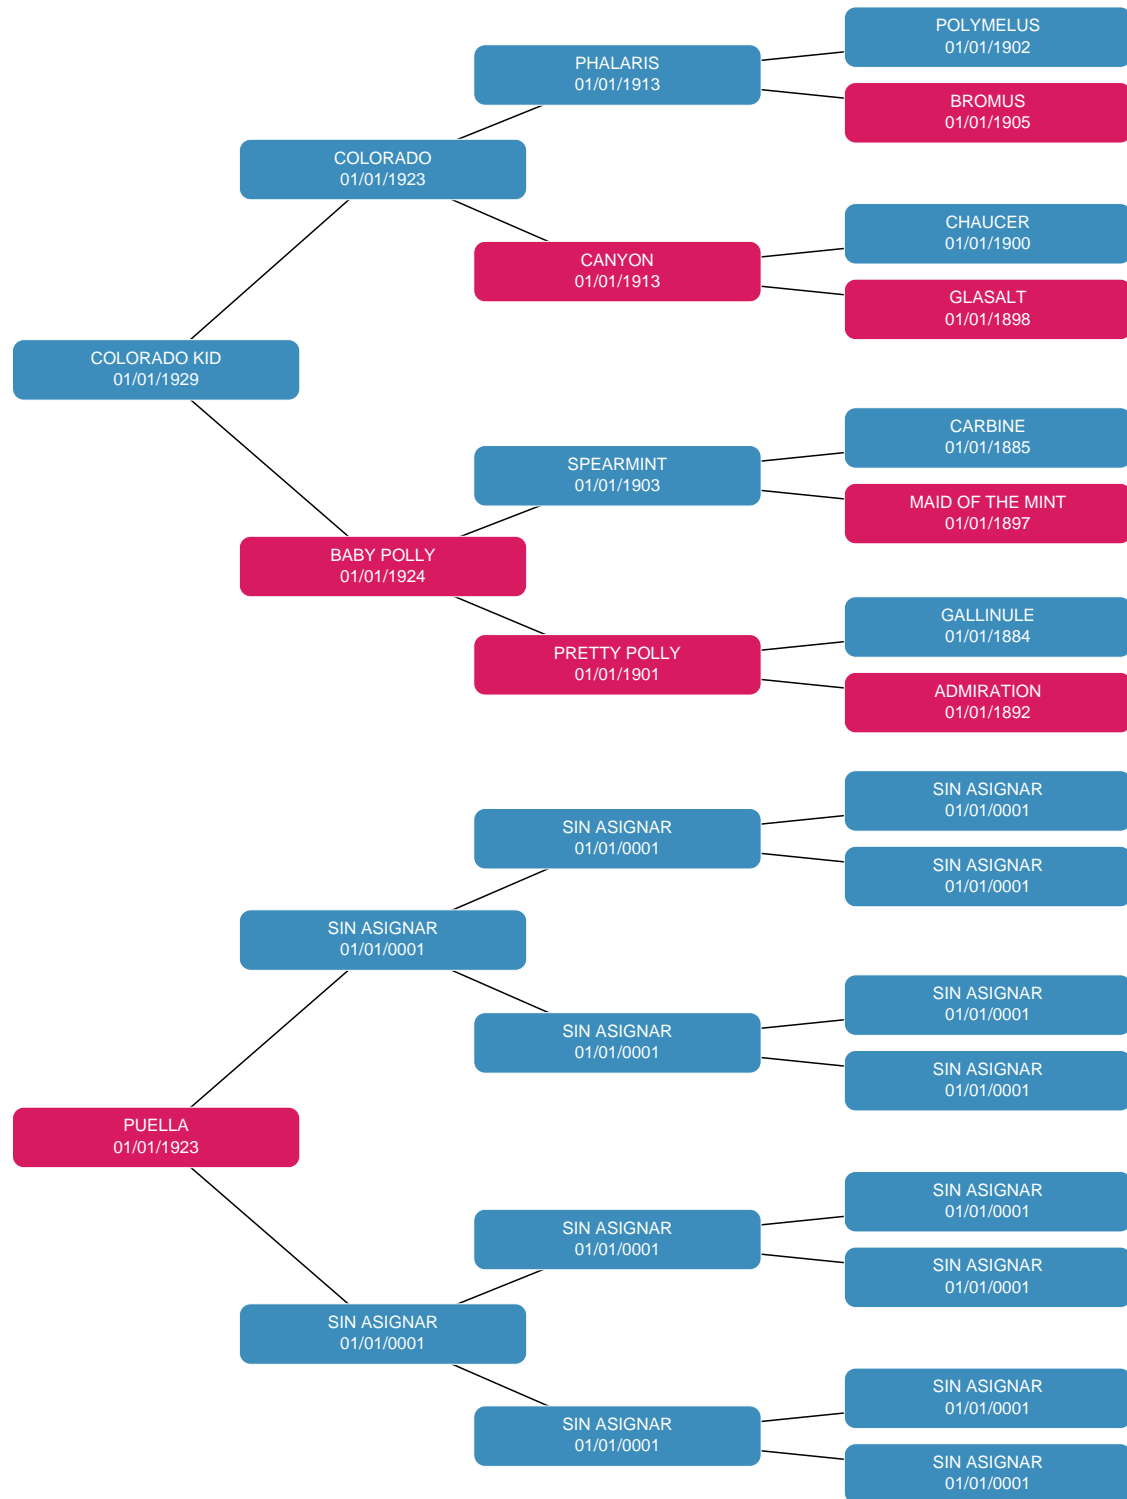 POLYMELUS
01/01/1902
PHALARIS
01/01/1913
BROMUS
01/01/1905
COLORADO
01/01/1923
CHAUCER
01/01/1900
CANYON
01/01/1913
GLASALT
01/01/1898
COLORADO KID
01/01/1929
CARBINE
01/01/1885
SPEARMINT
01/01/1903
MAID OF THE MINT
01/01/1897
BABY POLLY
01/01/1924
GALLINULE
01/01/1884
PRETTY POLLY
01/01/1901
ADMIRATION
01/01/1892
SIN ASIGNAR
01/01/0001
SIN ASIGNAR
01/01/0001
SIN ASIGNAR
01/01/0001
SIN ASIGNAR
01/01/0001
SIN ASIGNAR
01/01/0001
SIN ASIGNAR
01/01/0001
SIN ASIGNAR
01/01/0001
PUELLA
01/01/1923
SIN ASIGNAR
01/01/0001
SIN ASIGNAR
01/01/0001
SIN ASIGNAR
01/01/0001
SIN ASIGNAR
01/01/0001
SIN ASIGNAR
01/01/0001
SIN ASIGNAR
01/01/0001
SIN ASIGNAR
01/01/0001